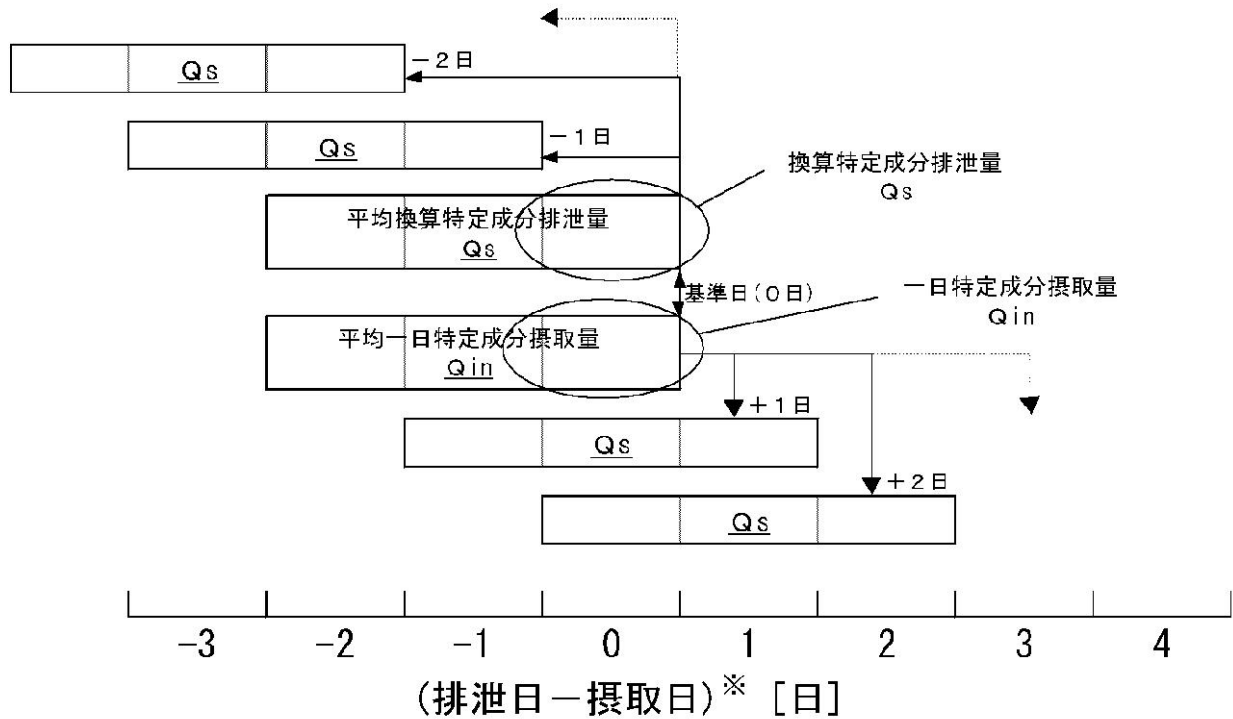 －２日
Ｑｓ
－１日
Ｑｓ
換算特定成分排泄量
Ｑｓ
平均換算特定成分排泄量
Ｑｓ
基準日（０日）
一日特定成分摂取量
Ｑｉｎ
平均一日特定成分摂取量
Ｑｉｎ
＋１日
Ｑｓ
＋２日
Ｑｓ
−3 −2 −1 0 1 2 3 4
（排泄日－摂取日）※［日］